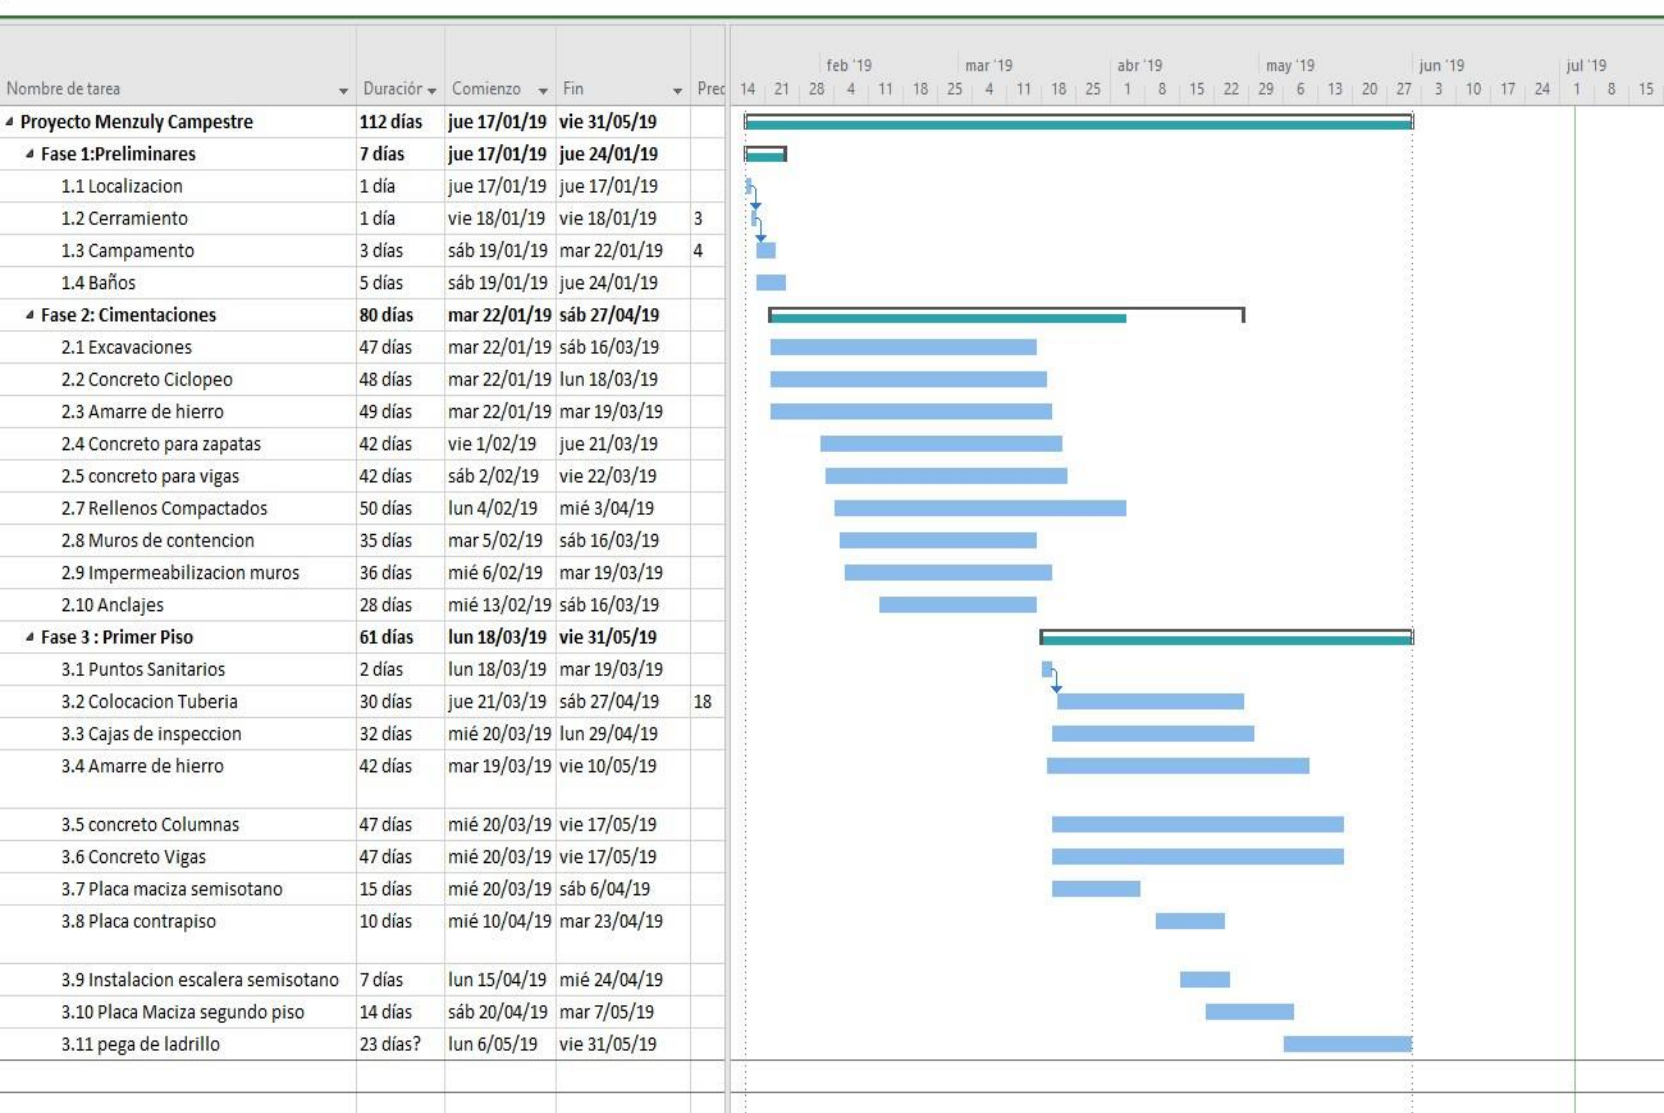 feb '19 mar '19 abr '19 may '19 jun '19 jul '19
Nombre de tarea Duración Comienzo Fin Prec 14 21 28 4 11 18 25 4 11 18 25 1 8 15 22 29 6 13 20 27 3 10 17 24 1 8 15
Proyecto Menzuly Campestre 112 días jue 17/01/19 vie 31/05/19
Fase 1:Preliminares 7 días jue 17/01/19 jue 24/01/19
1.1 Localizacion 1 día jue 17/01/19 jue 17/01/19
1.2 Cerramiento 1 día vie 18/01/19 vie 18/01/19 3
1.3 Campamento 3 días sáb 19/01/19 mar 22/01/19 4
1.4 Baños 5 días sáb 19/01/19 jue 24/01/19
Fase 2: Cimentaciones 80 días mar 22/01/19 sáb 27/04/19
2.1 Excavaciones 47 días mar 22/01/19 sáb 16/03/19
2.2 Concreto Ciclopeo 48 días mar 22/01/19 lun 18/03/19
2.3 Amarre de hierro 49 días mar 22/01/19 mar 19/03/19
2.4 Concreto para zapatas 42 días vie 1/02/19 jue 21/03/19
2.5 concreto para vigas 42 días sáb 2/02/19 vie 22/03/19
2.7 Rellenos Compactados 50 días lun 4/02/19 mié 3/04/19
2.8 Muros de contencion 35 días mar 5/02/19 sáb 16/03/19
2.9 Impermeabilizacion muros 36 días mié 6/02/19 mar 19/03/19
2.10 Anclajes 28 días mié 13/02/19 sáb 16/03/19
Fase 3 : Primer Piso 61 días lun 18/03/19 vie 31/05/19
3.1 Puntos Sanitarios 2 días lun 18/03/19 mar 19/03/19
3.2 Colocacion Tuberia 30 días jue 21/03/19 sáb 27/04/19 18
3.3 Cajas de inspeccion 32 días mié 20/03/19 lun 29/04/19
3.4 Amarre de hierro 42 días mar 19/03/19 vie 10/05/19
3.5 concreto Columnas 47 días mié 20/03/19 vie 17/05/19
3.6 Concreto Vigas 47 días mié 20/03/19 vie 17/05/19
3.7 Placa maciza semisotano 15 días mié 20/03/19 sáb 6/04/19
3.8 Placa contrapiso 10 días mié 10/04/19 mar 23/04/19
3.9 Instalacion escalera semisotano 7 días lun 15/04/19 mié 24/04/19
3.10 Placa Maciza segundo piso 14 días sáb 20/04/19 mar 7/05/19
3.11 pega de ladrillo 23 días? lun 6/05/19 vie 31/05/19